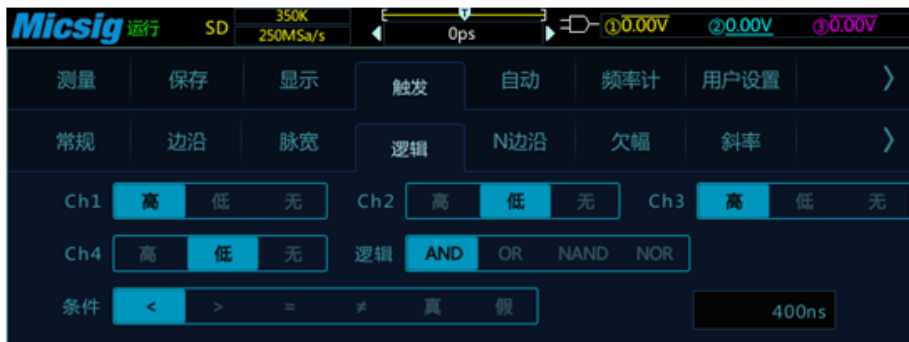 Micsig 运行 SD 350K 250MSa/s T 0ps ①0.00V ②0.00V ③0.00V
测量 保存 显示 触发 自动 频率计 用户设置 >
常规 边沿 脉宽 逻辑 N边沿 欠幅 斜率 >
Ch1 高 低 无 Ch2 高 低 无 Ch3 高 低 无
Ch4 高 低 无 逻辑 AND OR NAND NOR
条件 < > = ≠ 真 假 400ns